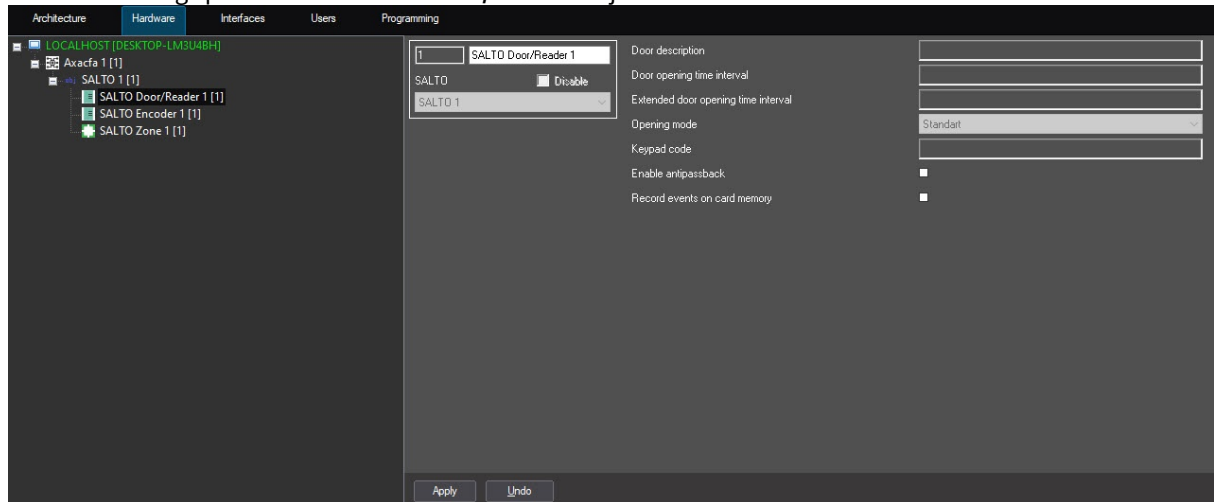 Architecture Hardware Interfaces Users Programming
LOCALHOST [DESKTOP-LM3U4BH]
Axacfa 1 [1]
SALTO 1 [1]
SALTO Door/Reader 1 [1]
SALTO Encoder 1 [1]
SALTO Zone 1 [1]
1 SALTO Door/Reader 1
SALTO Disable
SALTO 1
Door description
Door opening time interval
Extended door opening time interval
Opening mode Standart
Keypad code
Enable antipassback
Record events on card memory
Apply Undo